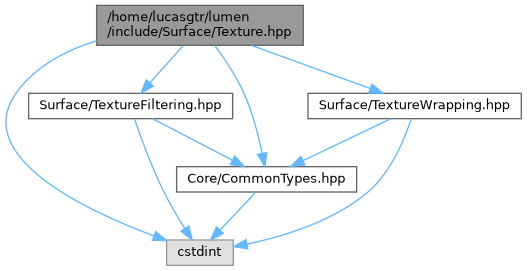 /home/lucasgtr/lumen
/include/Surface/Texture.hpp
Surface/TextureFiltering.hpp
Surface/TextureWrapping.hpp
Core/CommonTypes.hpp
cstdint